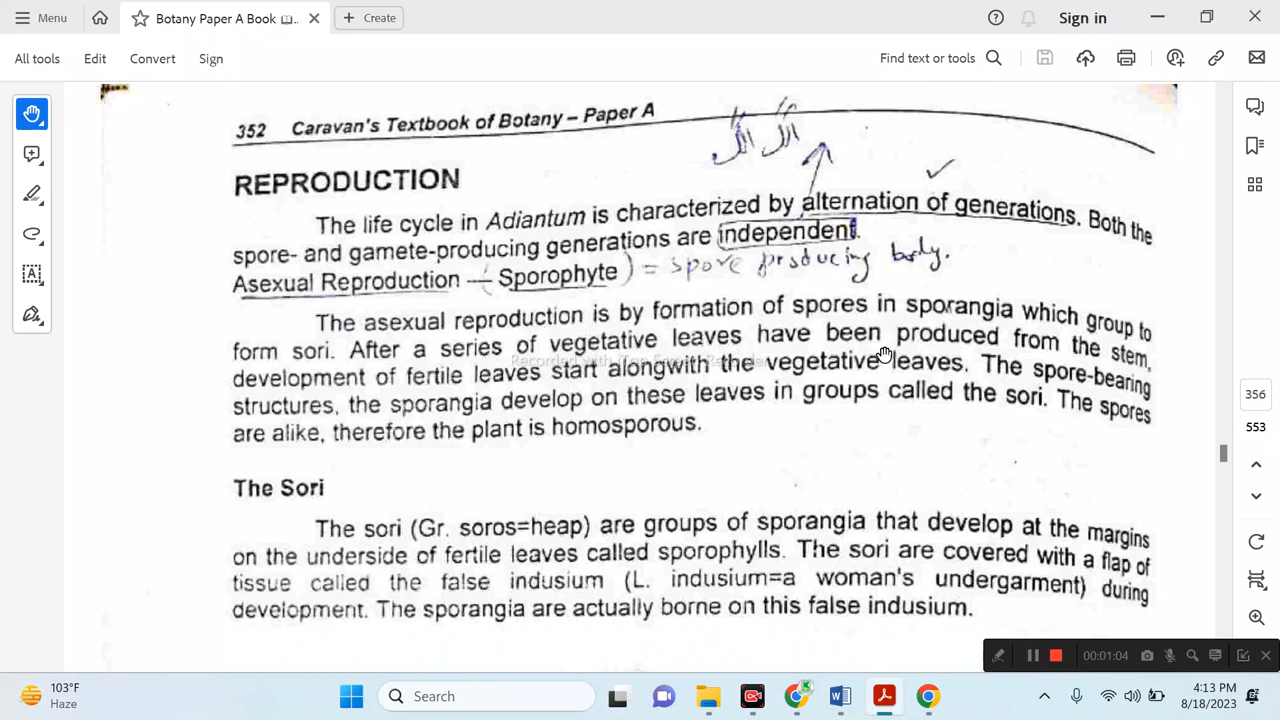 Menu
Botany Paper A Book
Create
Sign in
All tools
Edit
Convert
Sign
Find text or tools
352 Caravan's Textbook of Botany – Paper A
الگ الگ
REPRODUCTION
The life cycle in Adiantum is characterized by alternation of generations. Both the
spore- and gamete-producing generations are independent.
Asexual Reproduction – (Sporophyte) = spore producing body.
The asexual reproduction is by formation of spores in sporangia which group to
form sori. After a series of vegetative leaves have been produced from the stem,
development of fertile leaves start alongwith the vegetative leaves. The spore-bearing
structures, the sporangia develop on these leaves in groups called the sori. The spores
are alike, therefore the plant is homosporous.
Recorded with iTop Screen Recorder
The Sori
The sori (Gr. soros=heap) are groups of sporangia that develop at the margins
on the underside of fertile leaves called sporophylls. The sori are covered with a flap of
tissue called the false indusium (L. indusium=a woman's undergarment) during
development. The sporangia are actually borne on this false indusium.
356
553
00:01:04
103°F
Haze
Search
4:13 PM
8/18/2023